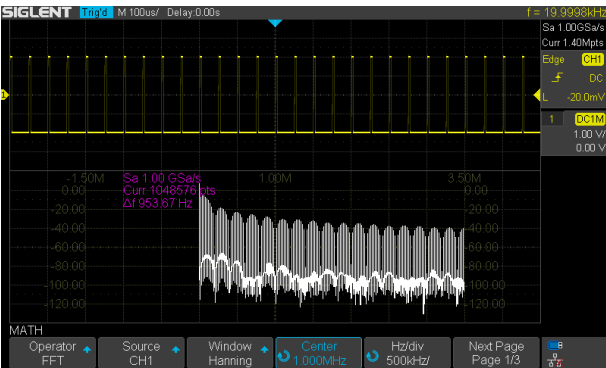 SIGLENT Trig'd M 100us/ Delay:0.00s f = 19.9998kHz
Sa 1.00GSa/s
Curr 1.40Mpts
Edge CH1
DC
L -20.0mV
1 DC1M
1.00 V/
0.00 V
1
-1.50M Sa 1.00 GSa/s 1.00M 3.50M
0.00 Curr 1048576 pts 0.00
-20.00 Δf 953.67 Hz -20.00
-40.00 -40.00
-60.00 -60.00
-80.00 -80.00
-100.00 -100.00
-120.00 -120.00
MATH
Operator Source Window Center Hz/div Next Page
FFT CH1 Hanning 1.000MHz 500kHz/ Page 1/3